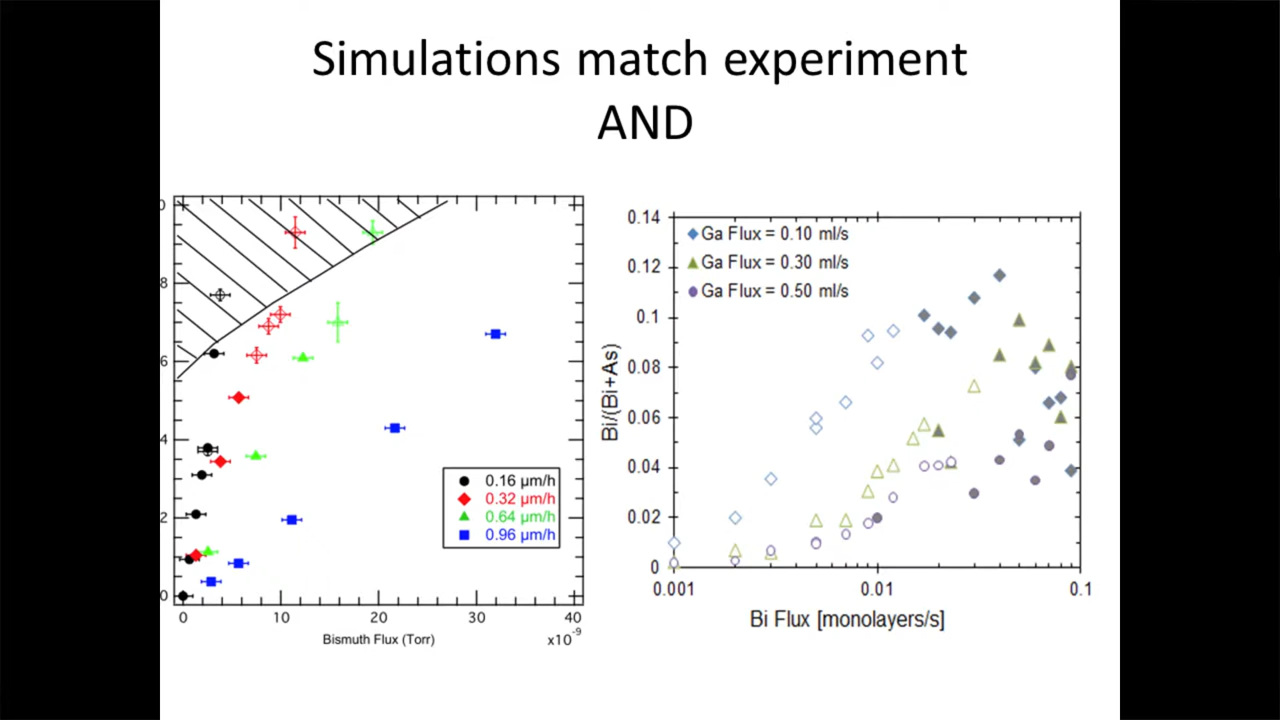 Simulations match experiment
AND
0
8
6
4
2
0
0.16 µm/h
0.32 µm/h
0.64 µm/h
0.96 µm/h
0 10 20 30 40
Bismuth Flux (Torr)
x10⁻⁹
0.14
0.12
0.1
0.08
0.06
0.04
0.02
0
Bi/(Bi+As)
Ga Flux = 0.10 ml/s
Ga Flux = 0.30 ml/s
Ga Flux = 0.50 ml/s
0.001 0.01 0.1
Bi Flux [monolayers/s]